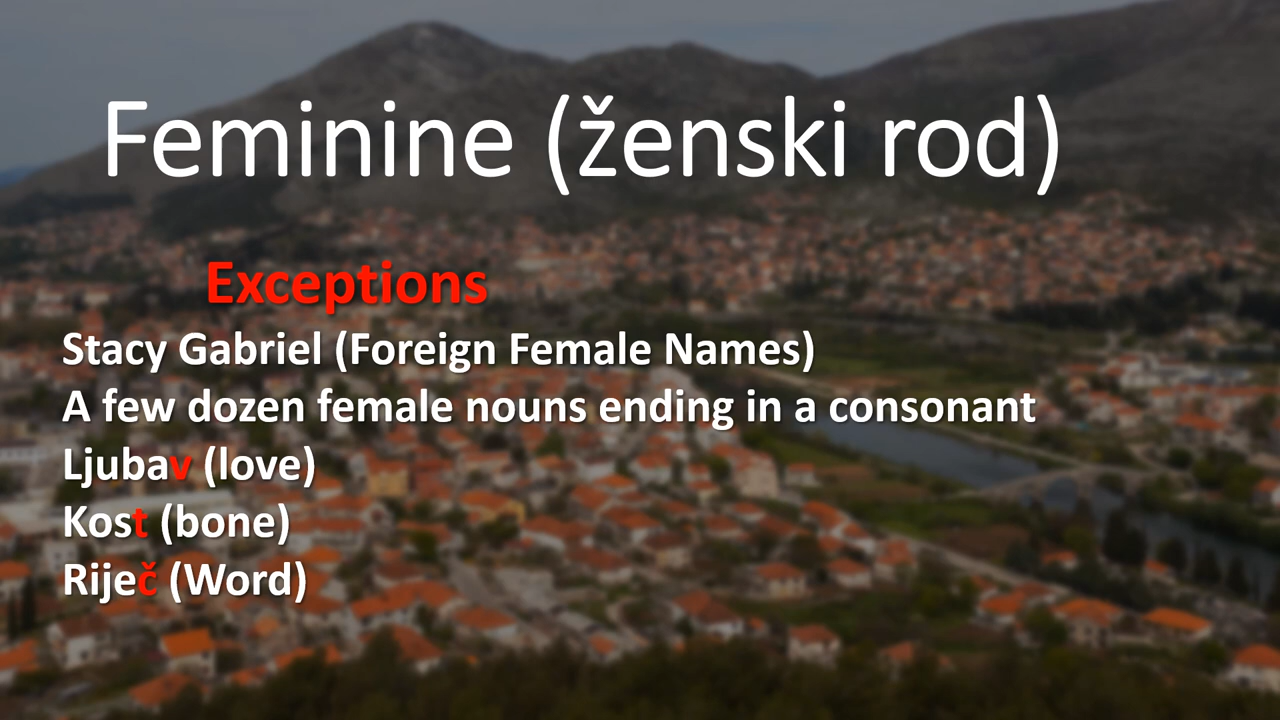 Feminine (ženski rod)
Exceptions
Stacy Gabriel (Foreign Female Names)
A few dozen female nouns ending in a consonant
Ljubav (love)
Kost (bone)
Riječ (Word)